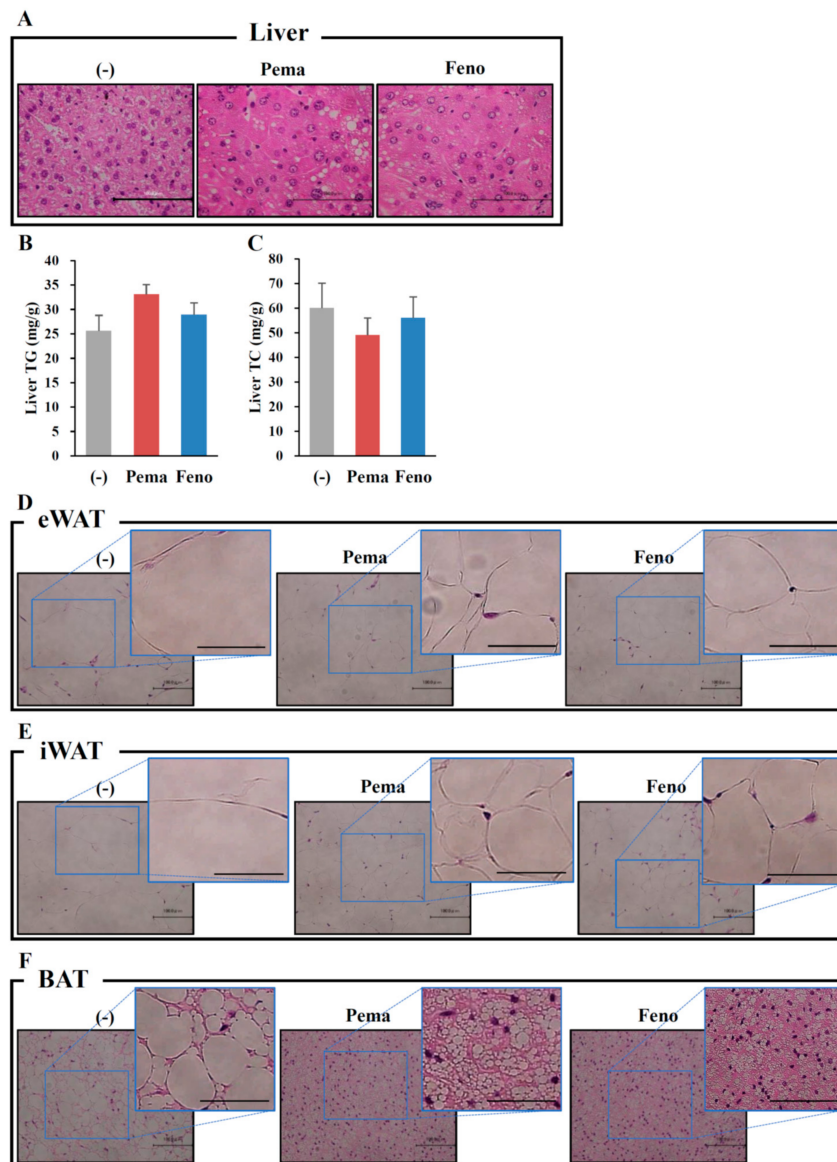 A
Liver
(-)
Pema
Feno
B
C
Liver TG (mg/g)
40
35
30
25
20
15
10
5
0
(-)
Pema
Feno
Liver TC (mg/g)
80
70
60
50
40
30
20
10
0
(-)
Pema
Feno
D
eWAT
(-)
Pema
Feno
E
iWAT
(-)
Pema
Feno
F
BAT
(-)
Pema
Feno